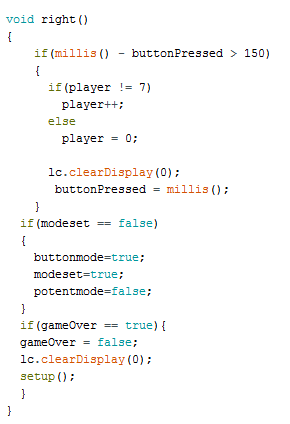 void right()
{
    if(millis() - buttonPressed > 150)
    {
      if(player != 7)
        player++;
      else
        player = 0;

      lc.clearDisplay(0);
       buttonPressed = millis();
    }
  if(modeset == false)
  {
    buttonmode=true;
    modeset=true;
    potentmode=false;
  }
  if(gameOver == true){
  gameOver = false;
  lc.clearDisplay(0);
  setup();
  }
}